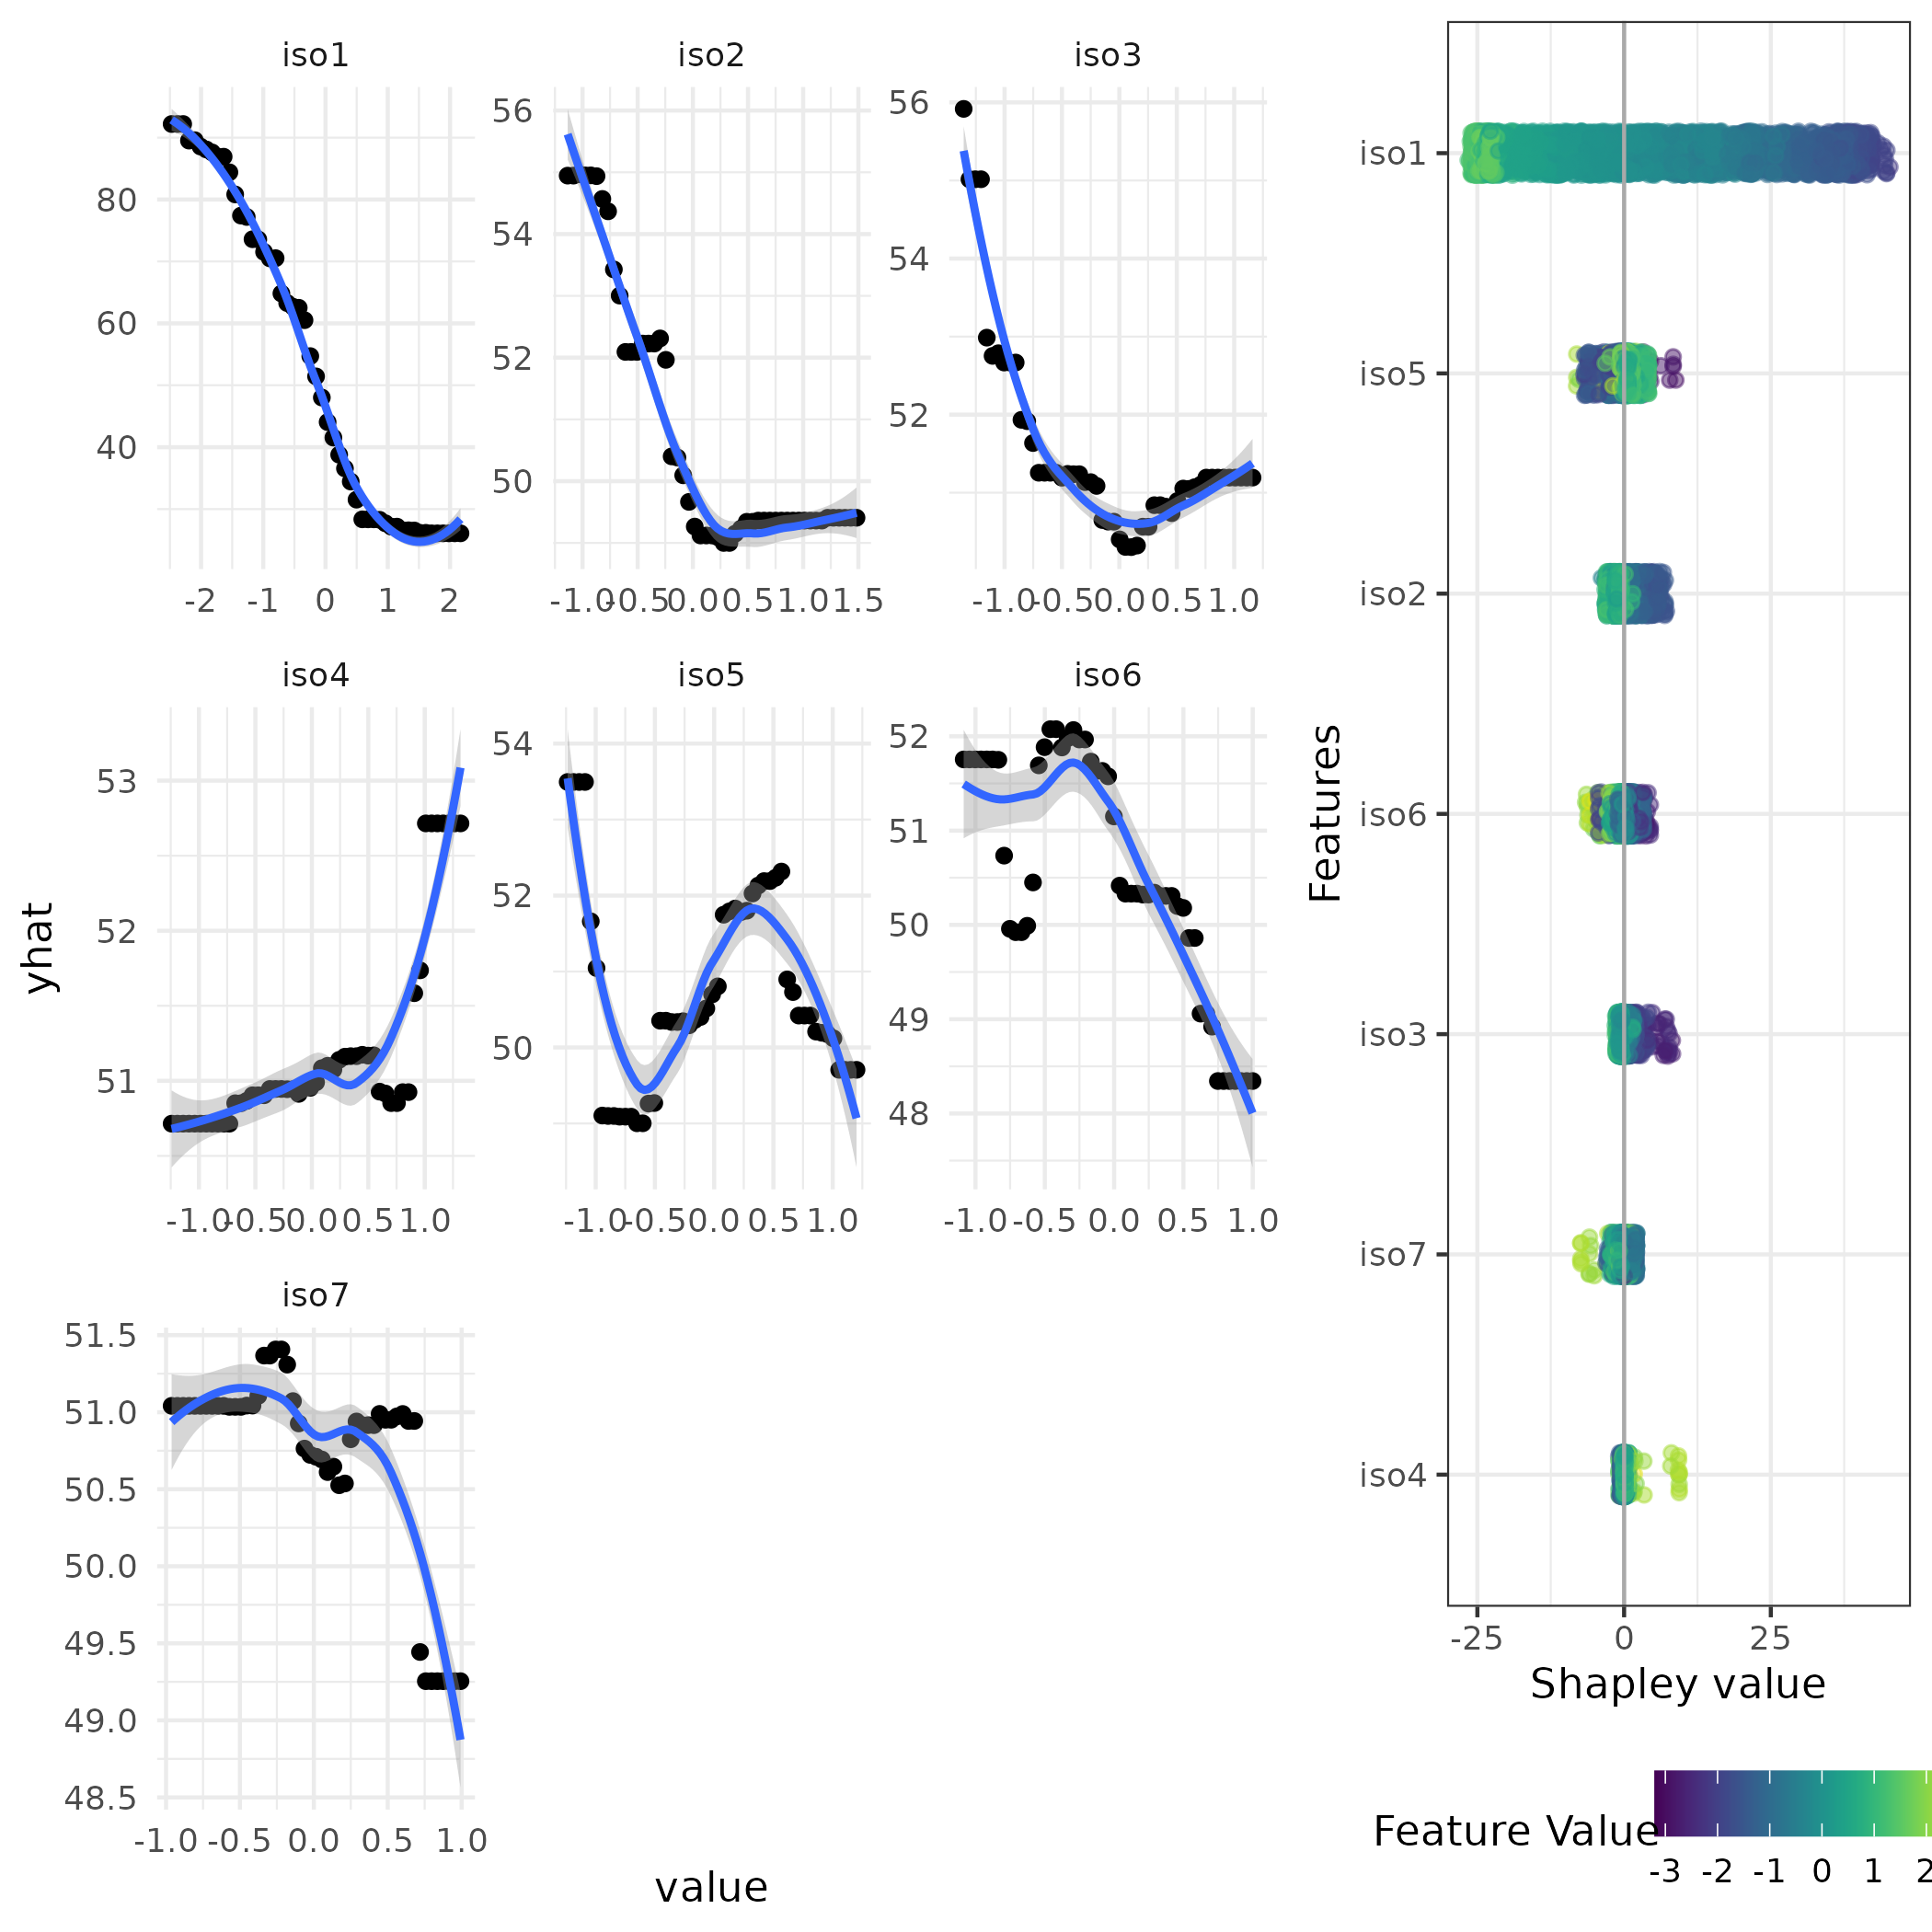 iso1 iso2 iso3
56 56
80 54 54
60 52 52
40 50
-2 -1 0 1 2 -1.0 -0.5 0.0 0.5 1.0 1.5 -1.0 -0.5 0.0 0.5 1.0
iso4 iso5 iso6
53 54 52
52 52 51
51 50 50
49
48
-1.0 -0.5 0.0 0.5 1.0 -1.0 -0.5 0.0 0.5 1.0 -1.0 -0.5 0.0 0.5 1.0
iso7
51.5
51.0
50.5
50.0
49.5
49.0
48.5
-1.0 -0.5 0.0 0.5 1.0
yhat
value
iso1
iso5
iso2
iso6
iso3
iso7
iso4
Features
-25 0 25
Shapley value
Feature Value
-3 -2 -1 0 1 2